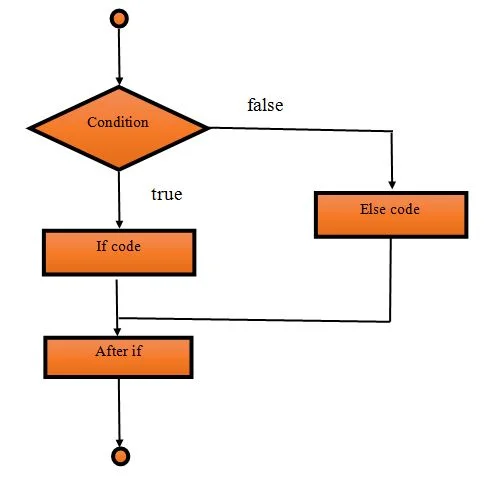 Condition
false
true
Else code
If code
After if